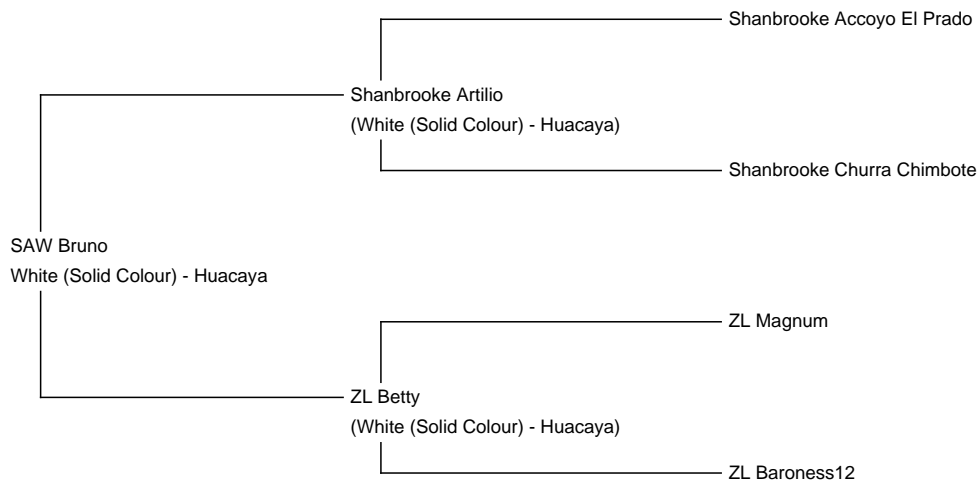 Shanbrooke Accoyo El Prado
Shanbrooke Artilio
(White (Solid Colour) - Huacaya)
Shanbrooke Churra Chimbote
SAW Bruno
White (Solid Colour) - Huacaya
ZL Magnum
ZL Betty
(White (Solid Colour) - Huacaya)
ZL Baroness12